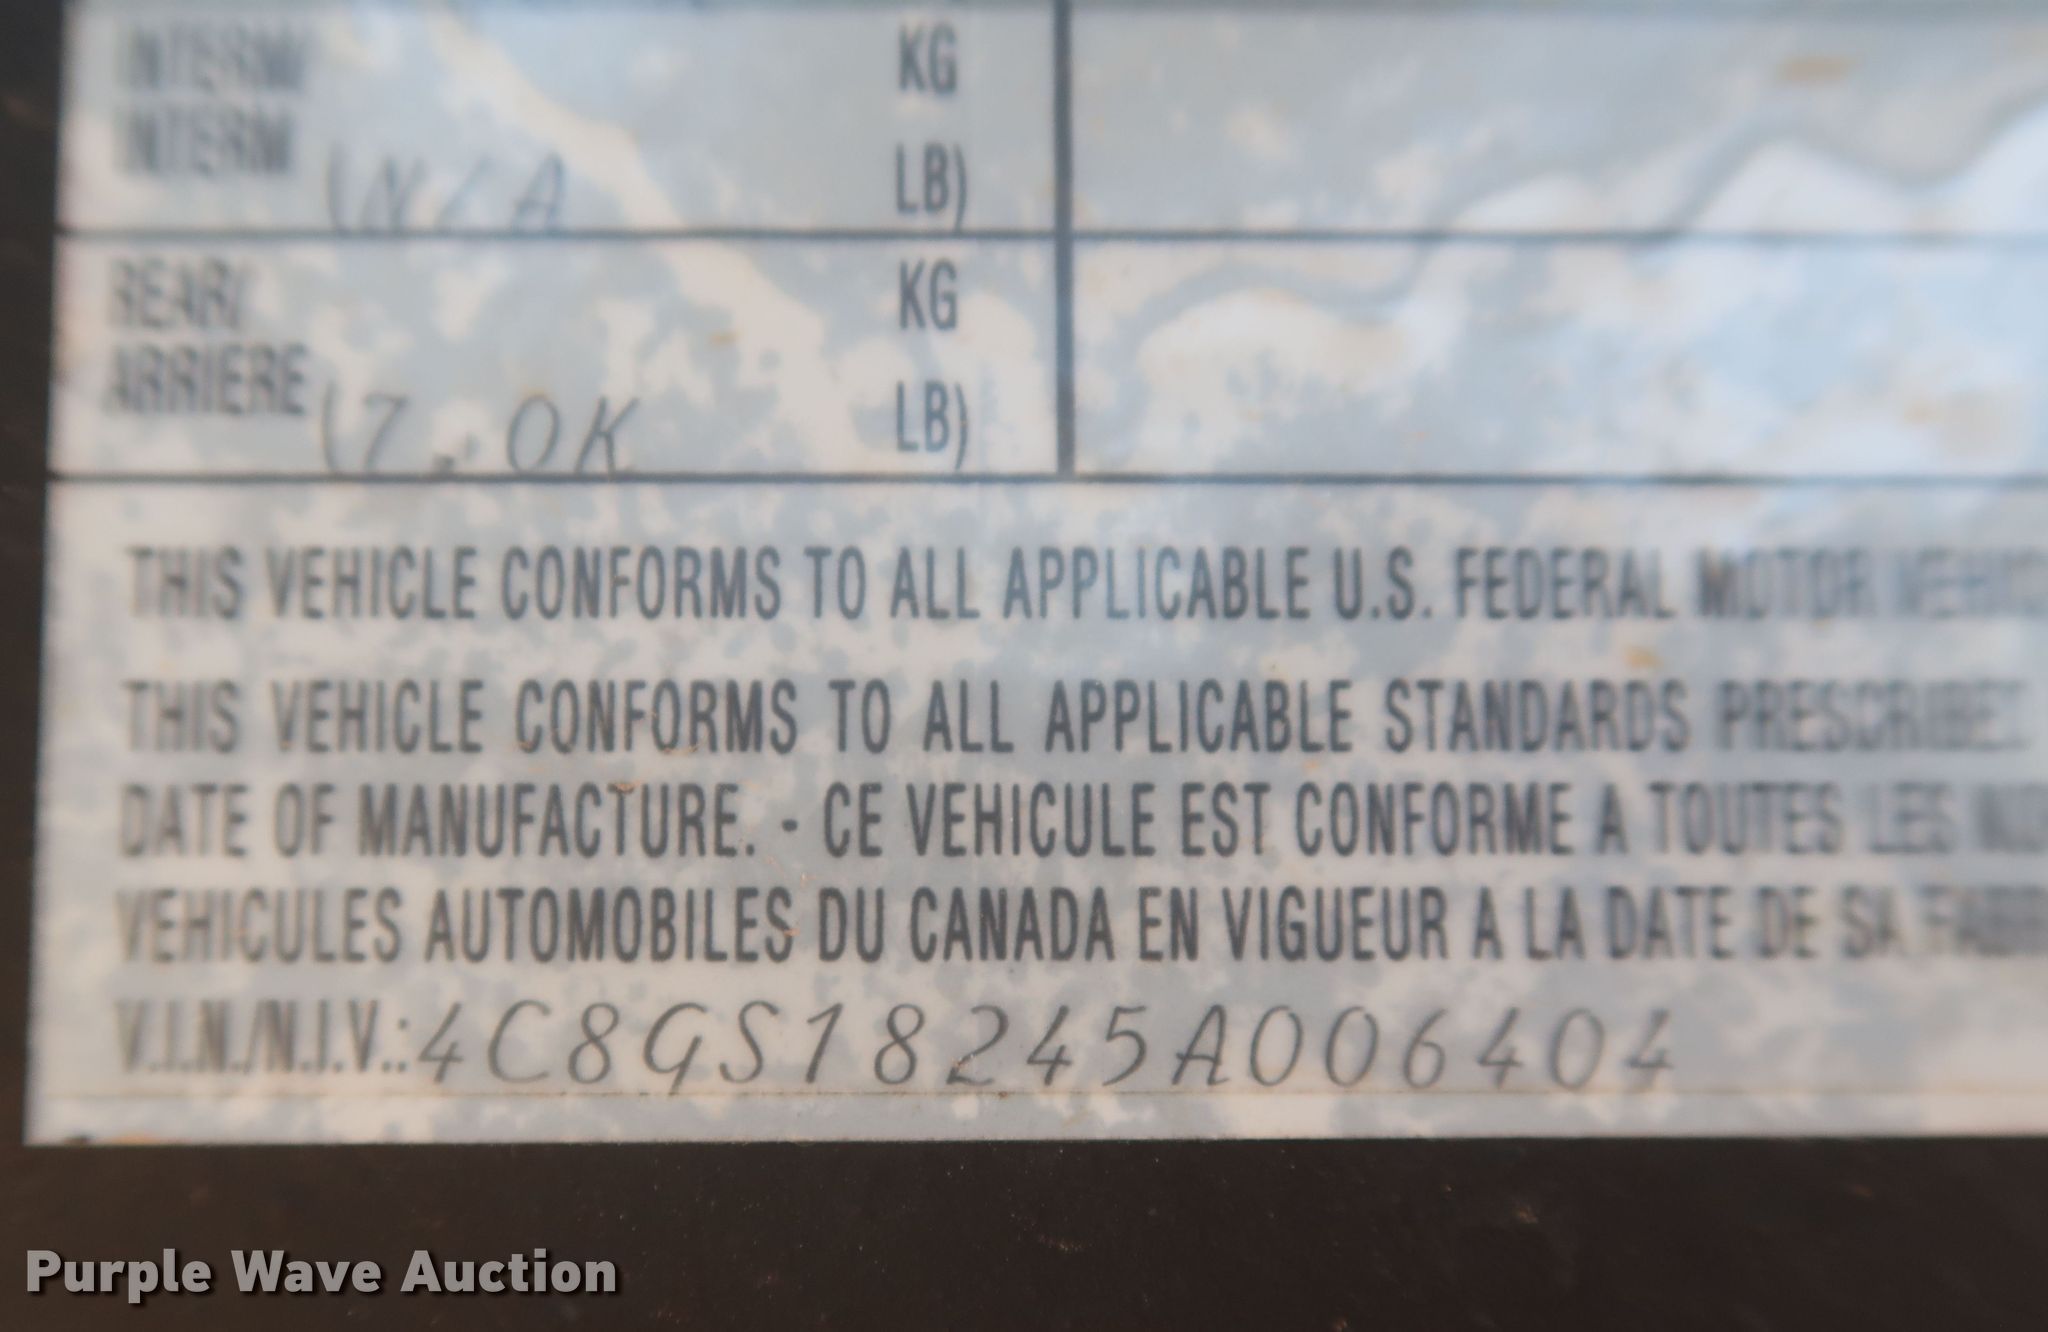 INTERM/ KG
INTERM (N/A LB)
REAR/ KG
ARRIERE (7.0K LB)
THIS VEHICLE CONFORMS TO ALL APPLICABLE U.S. FEDERAL MOTOR
THIS VEHICLE CONFORMS TO ALL APPLICABLE STANDARDS PRESCRIBED
DATE OF MANUFACTURE. - CE VEHICULE EST CONFORME A TOUTES LES
VEHICULES AUTOMOBILES DU CANADA EN VIGUEUR A LA DATE DE SA
V.I.N./N.I.V.: 4C8GS18245A006404
Purple Wave Auction